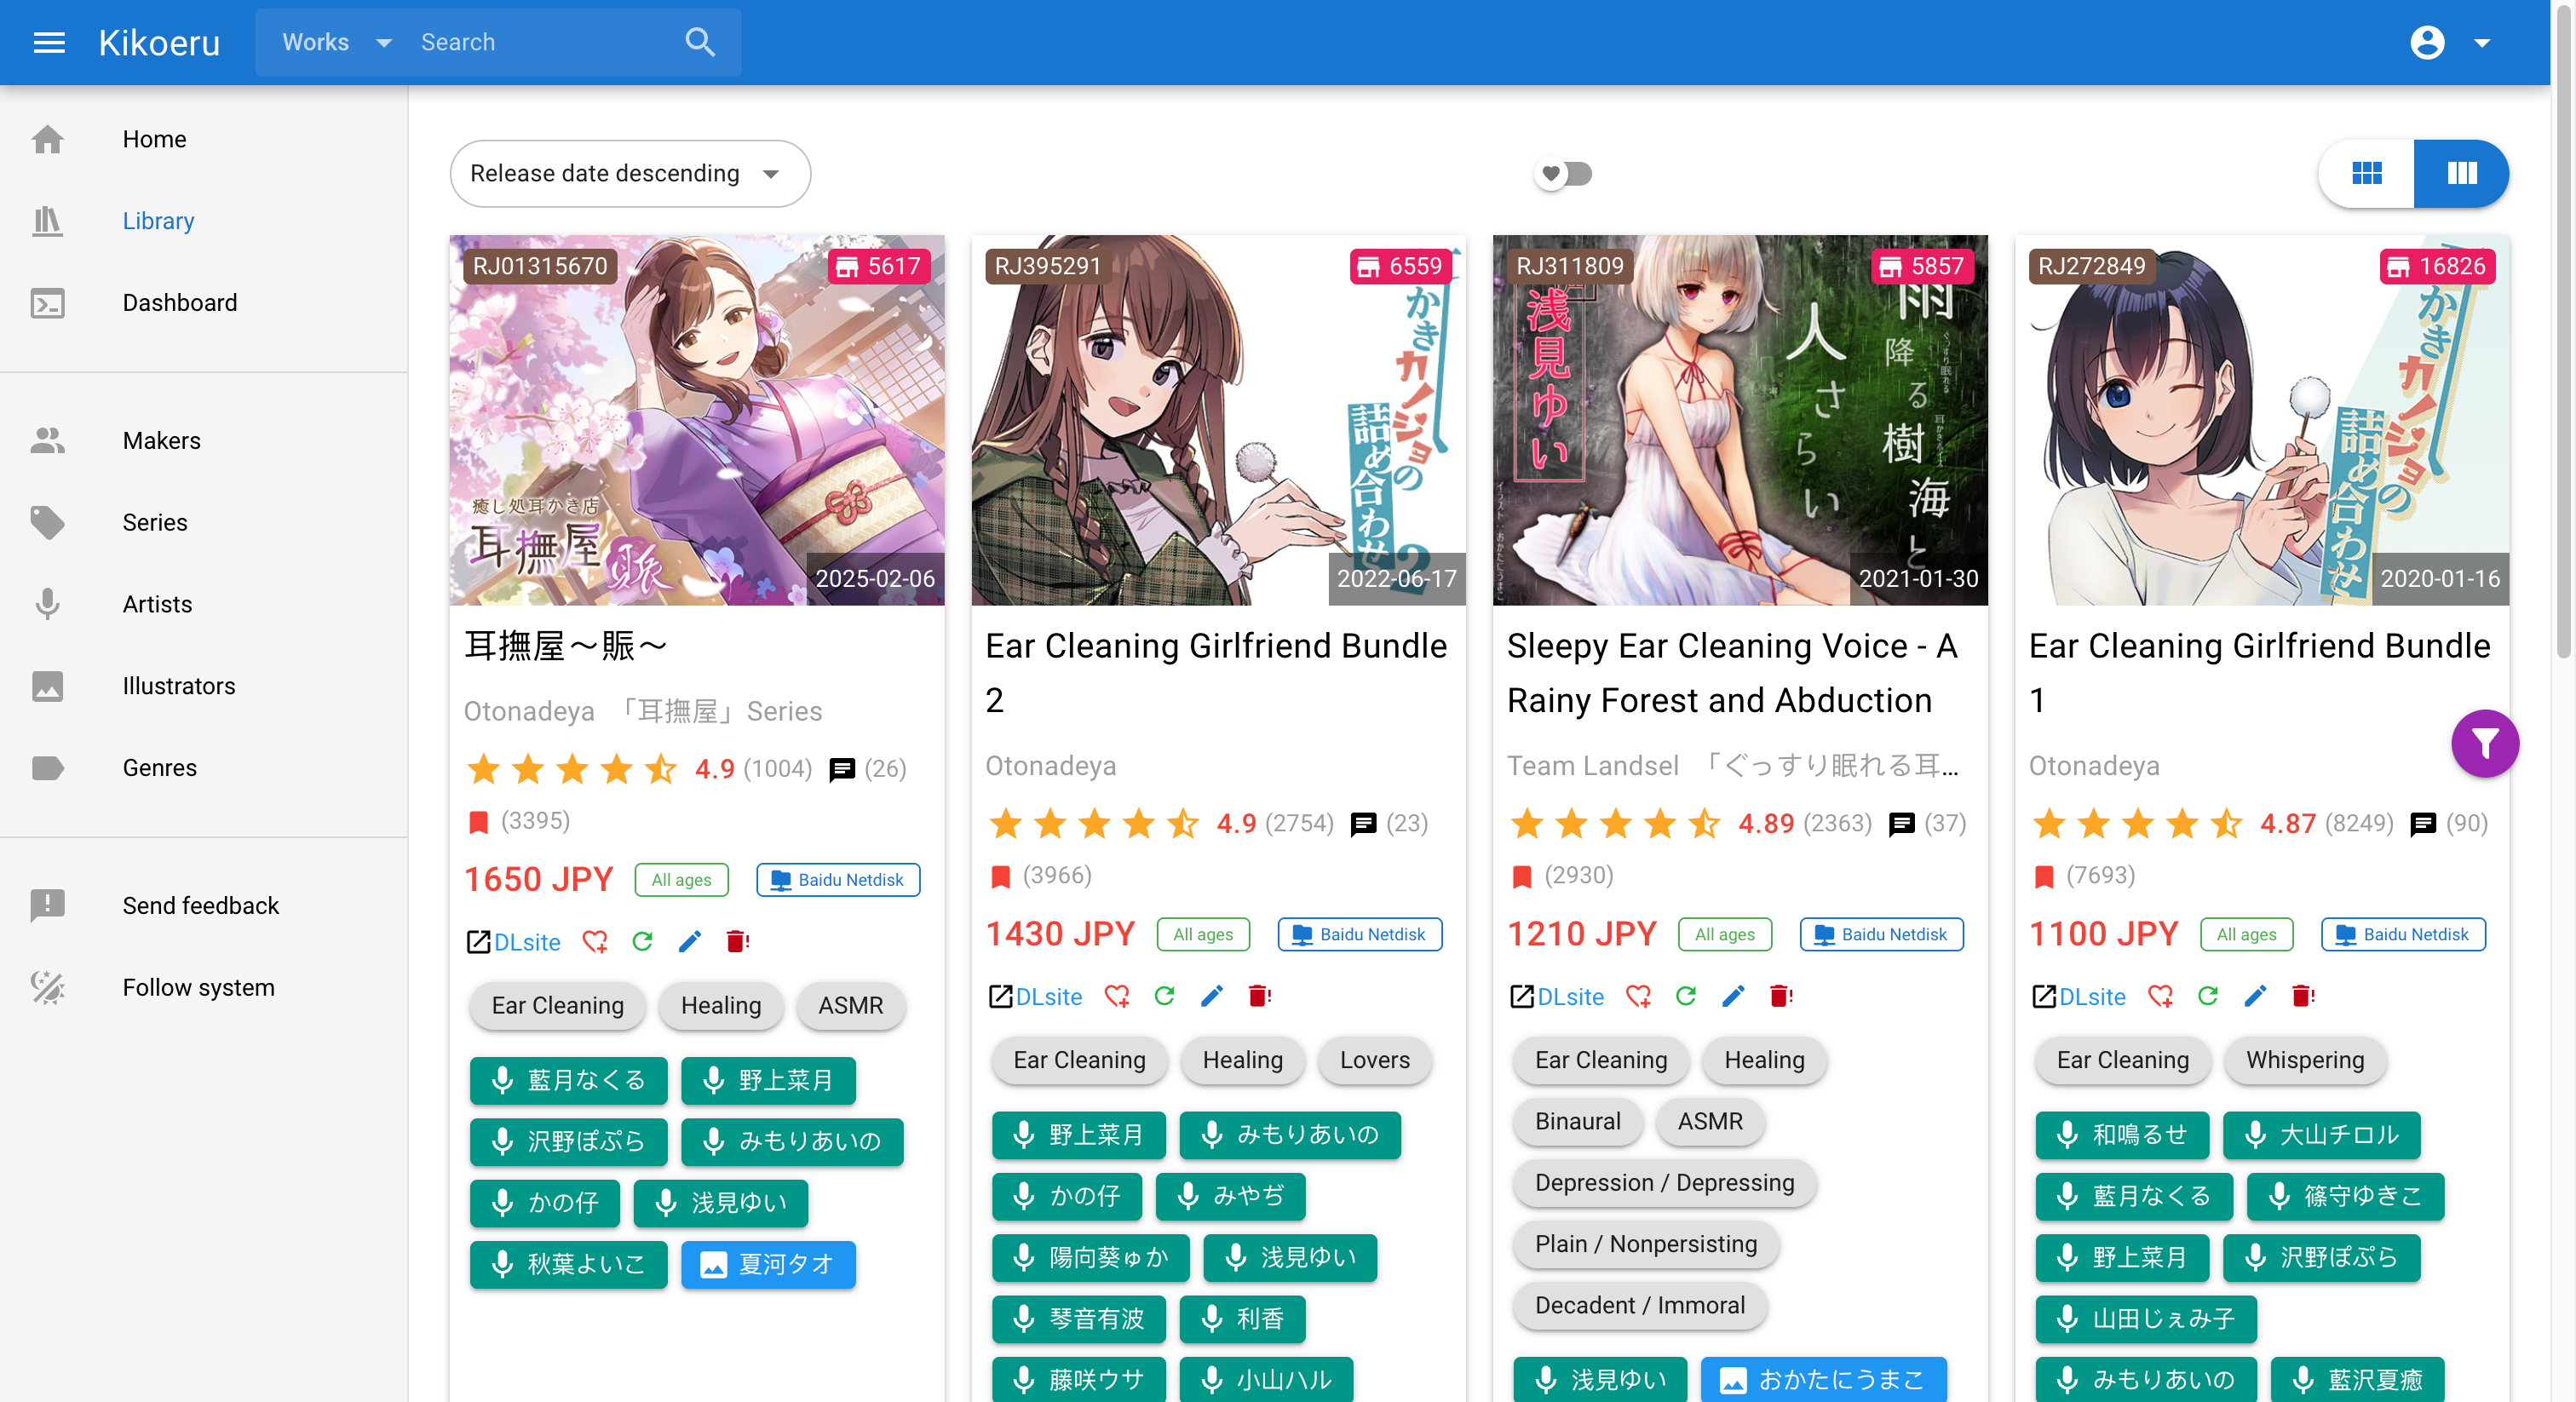 Kikoeru
Works
Search
Home
Library
Dashboard
Makers
Series
Artists
Illustrators
Genres
Send feedback
Follow system
Release date descending
RJ01315670
5617
癒し処耳かき店
耳撫屋
賑
2025-02-06
耳撫屋～賑～
Otonadeya 「耳撫屋」Series
4.9 (1004) (26)
(3395)
1650 JPY All ages Baidu Netdisk
DLsite
Ear Cleaning Healing ASMR
藍月なくる 野上菜月
沢野ぽぷら みもりあいの
かの仔 浅見ゆい
秋葉よいこ 夏河タオ
RJ395291
6559
かき
カノジョの
詰め合わせ
2
2022-06-17
Ear Cleaning Girlfriend Bundle
2
Otonadeya
4.9 (2754) (23)
(3966)
1430 JPY All ages Baidu Netdisk
DLsite
Ear Cleaning Healing Lovers
野上菜月 みもりあいの
かの仔 みやぢ
陽向葵ゅか 浅見ゆい
琴音有波 利香
藤咲ウサ 小山ハル
RJ311809
5857
浅見ゆい
雨
降る
樹海と
人さらい
2021-01-30
Sleepy Ear Cleaning Voice - A
Rainy Forest and Abduction
Team Landsel 「ぐっすり眠れる耳...
4.89 (2363) (37)
(2930)
1210 JPY All ages Baidu Netdisk
DLsite
Ear Cleaning Healing
Binaural ASMR
Depression / Depressing
Plain / Nonpersisting
Decadent / Immoral
浅見ゆい おかたにうまこ
RJ272849
16826
かき
カノジョの
詰め合わせ
2020-01-16
Ear Cleaning Girlfriend Bundle
1
Otonadeya
4.87 (8249) (90)
(7693)
1100 JPY All ages Baidu Netdisk
DLsite
Ear Cleaning Whispering
和鳴るせ 大山チロル
藍月なくる 篠守ゆきこ
野上菜月 沢野ぽぷら
山田じぇみ子
みもりあいの 藍沢夏癒